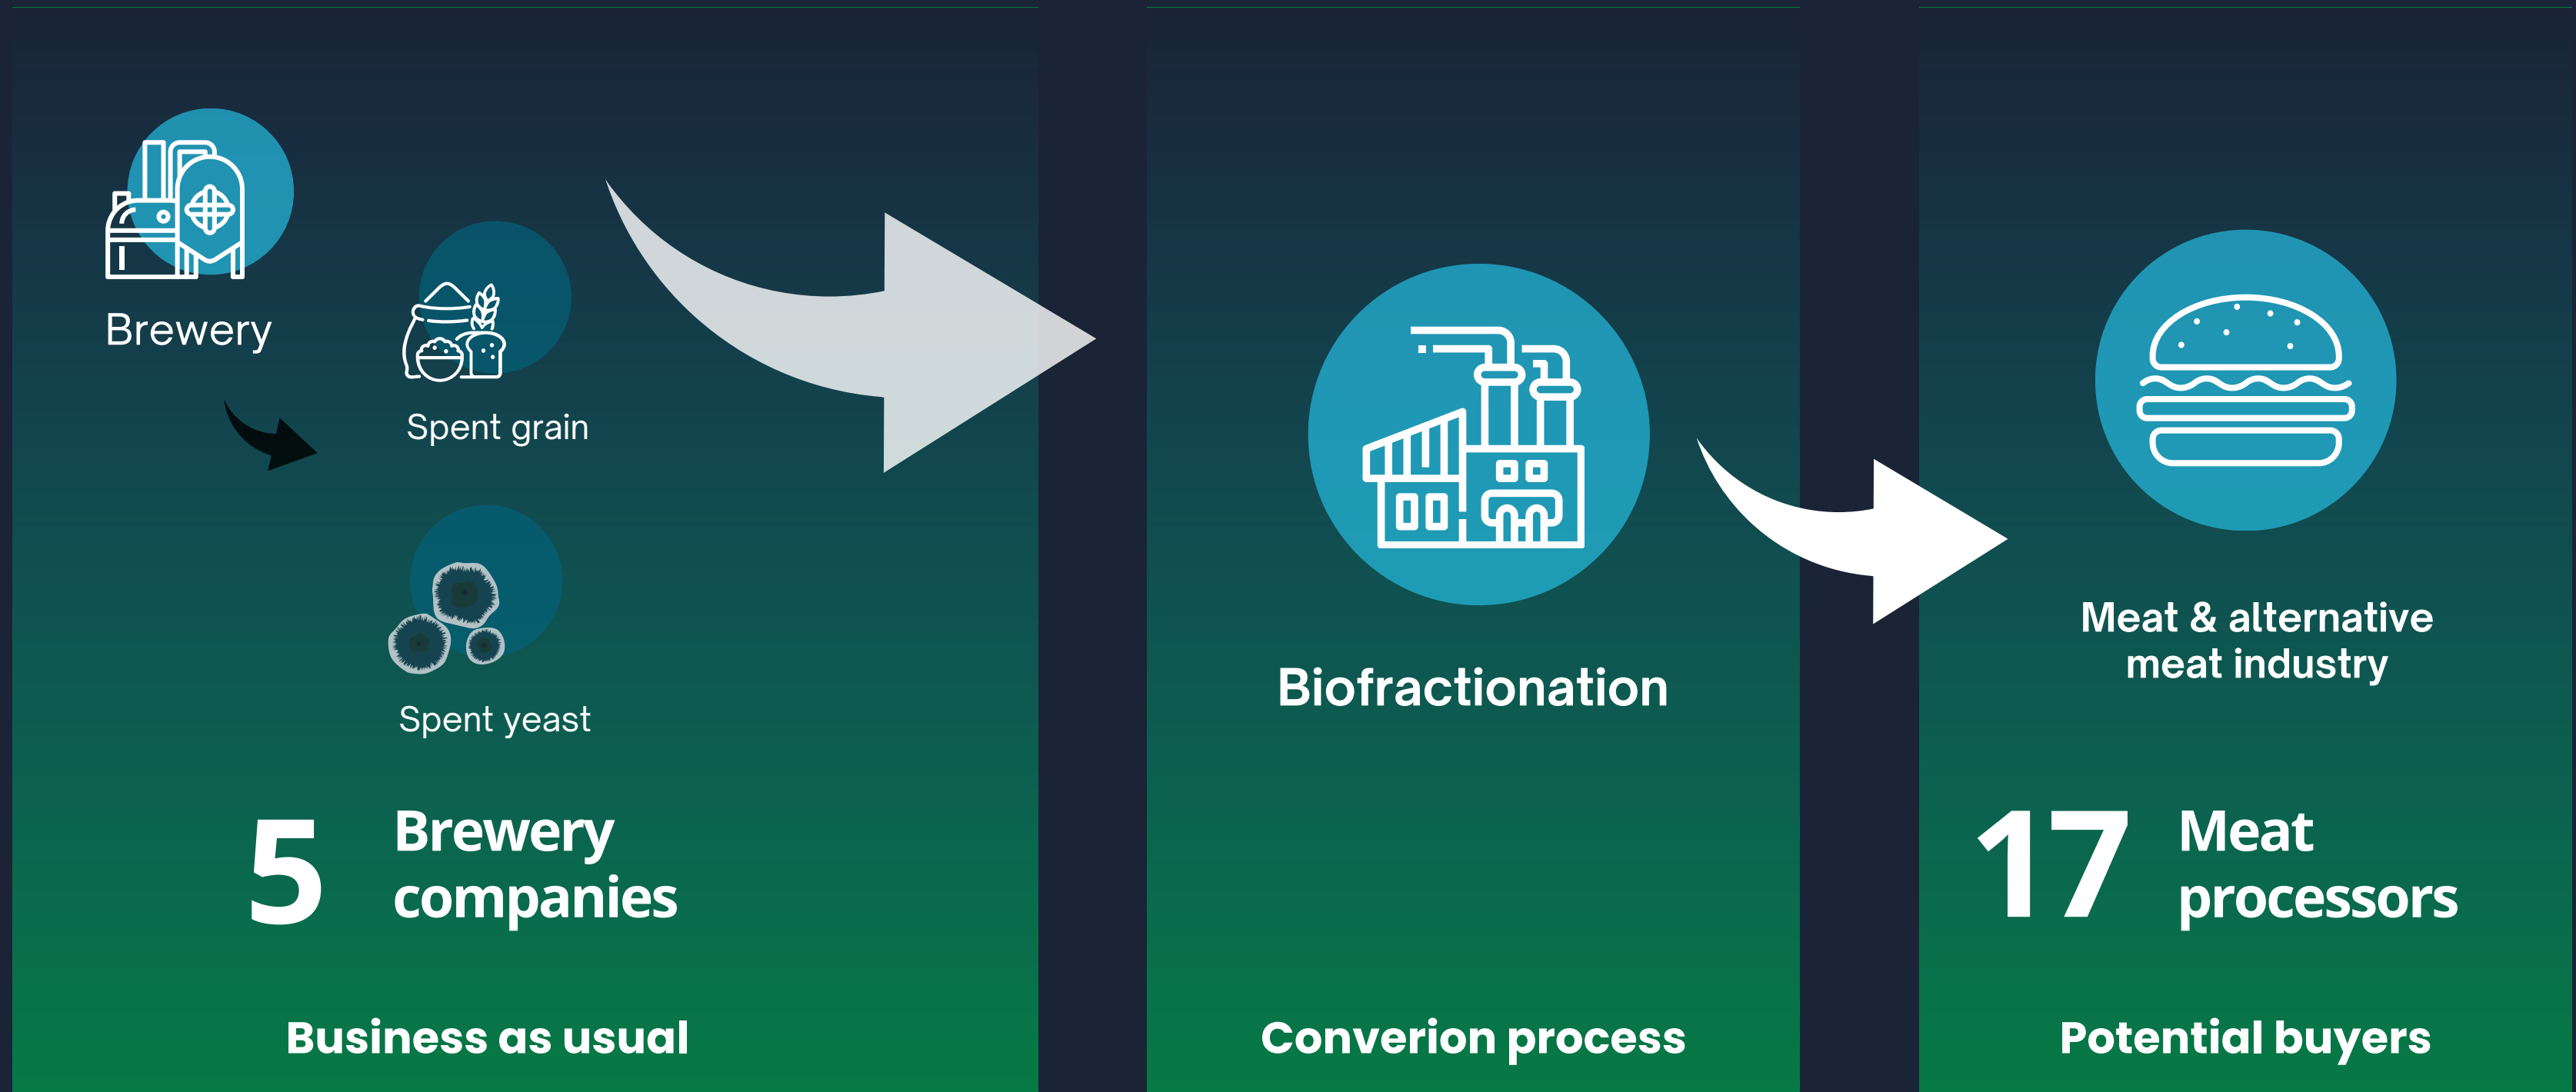 Brewery
Spent grain
Spent yeast
5
Brewery
companies
Business as usual
Biofractionation
Converion process
Meat & alternative
meat industry
17
Meat
processors
Potential buyers